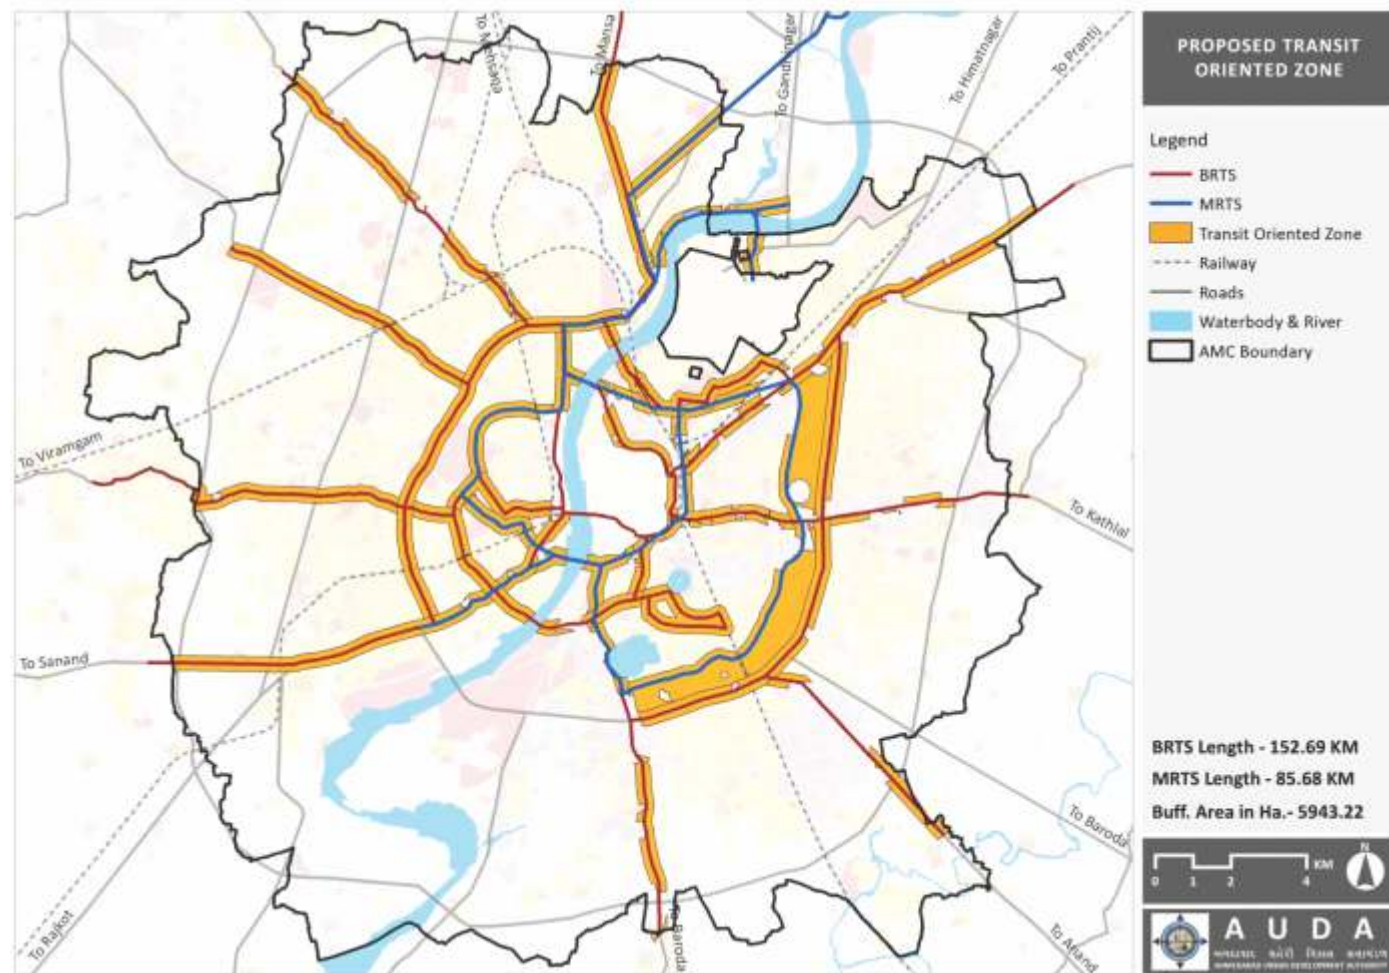 PROPOSED TRANSIT
ORIENTED ZONE
Legend
BRTS
MRTS
Transit Oriented Zone
Railway
Roads
Waterbody & River
AMC Boundary
To Mansa
To Gandhinagar
To Himatnagar
To Prantij
To Viramgam
To Kathlal
To Sanand
To Baroda
To Rajkot
To Baroda
To Anand
BRTS Length - 152.69 KM
MRTS Length - 85.68 KM
Buff. Area in Ha.- 5943.22
N
KM
0 1 2 4
A U D A